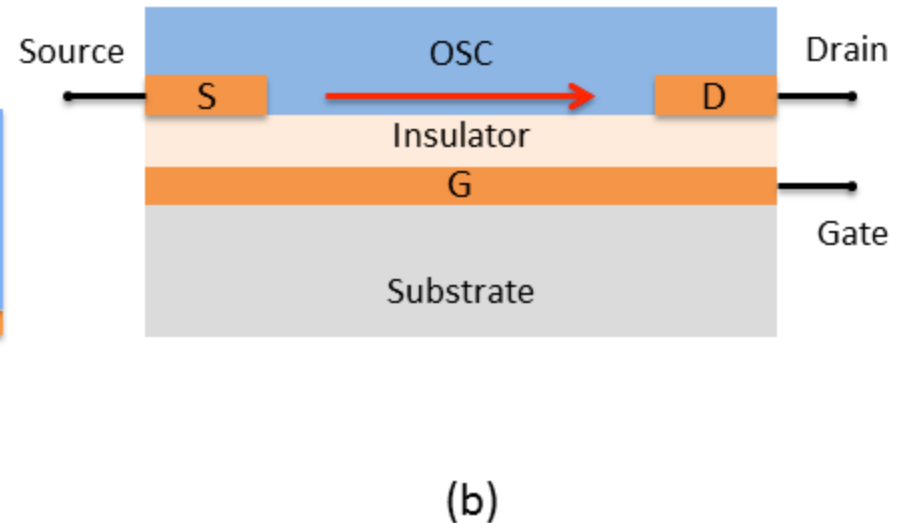 Source
OSC
Drain
S
D
Insulator
G
Gate
Substrate
(b)